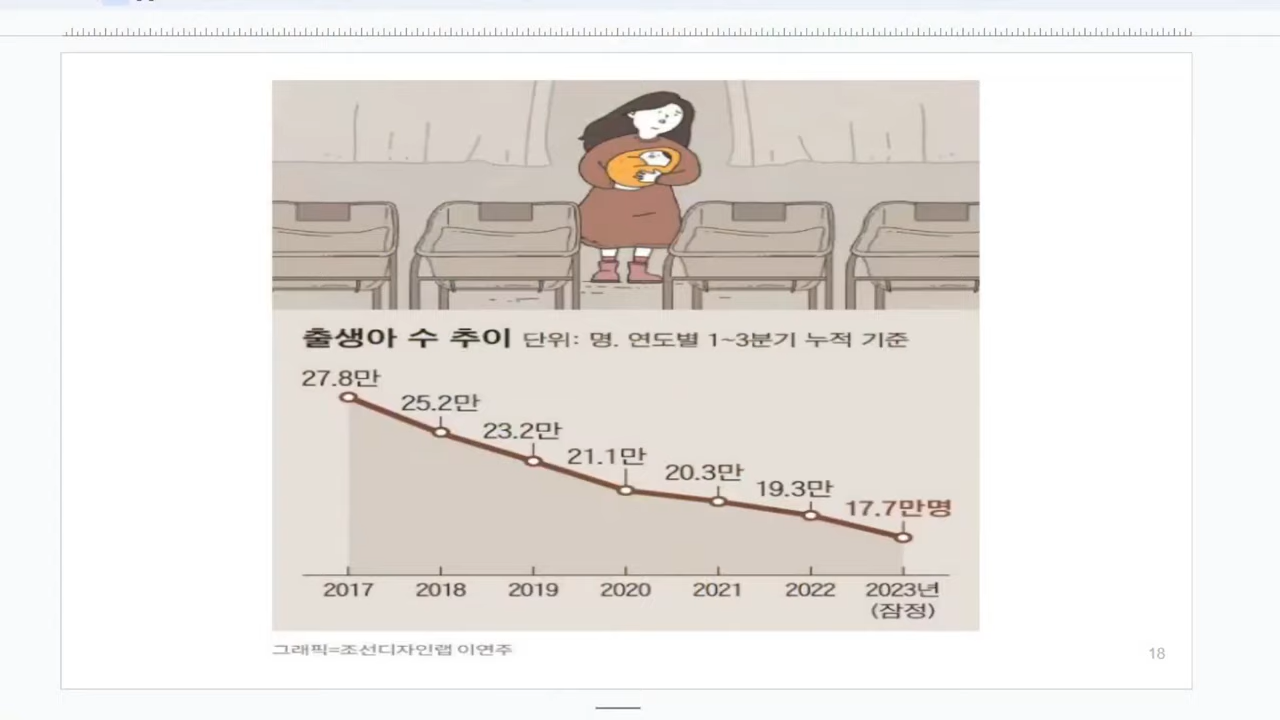 출생아 수 추이 단위: 명. 연도별 1~3분기 누적 기준
27.8만
25.2만
23.2만
21.1만
20.3만
19.3만
17.7만명
2017 2018 2019 2020 2021 2022 2023년
(잠정)
그래픽=조선디자인랩 이연주
18